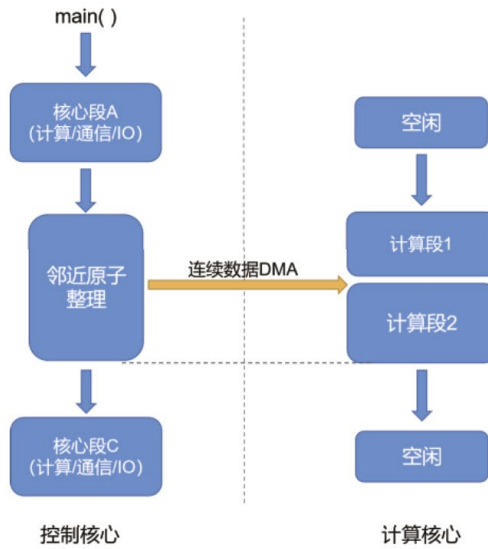 main( )
核心段A
(计算/通信/IO)
空闲
邻近原子
整理
连续数据DMA
计算段1
计算段2
核心段C
(计算/通信/IO)
空闲
控制核心
计算核心